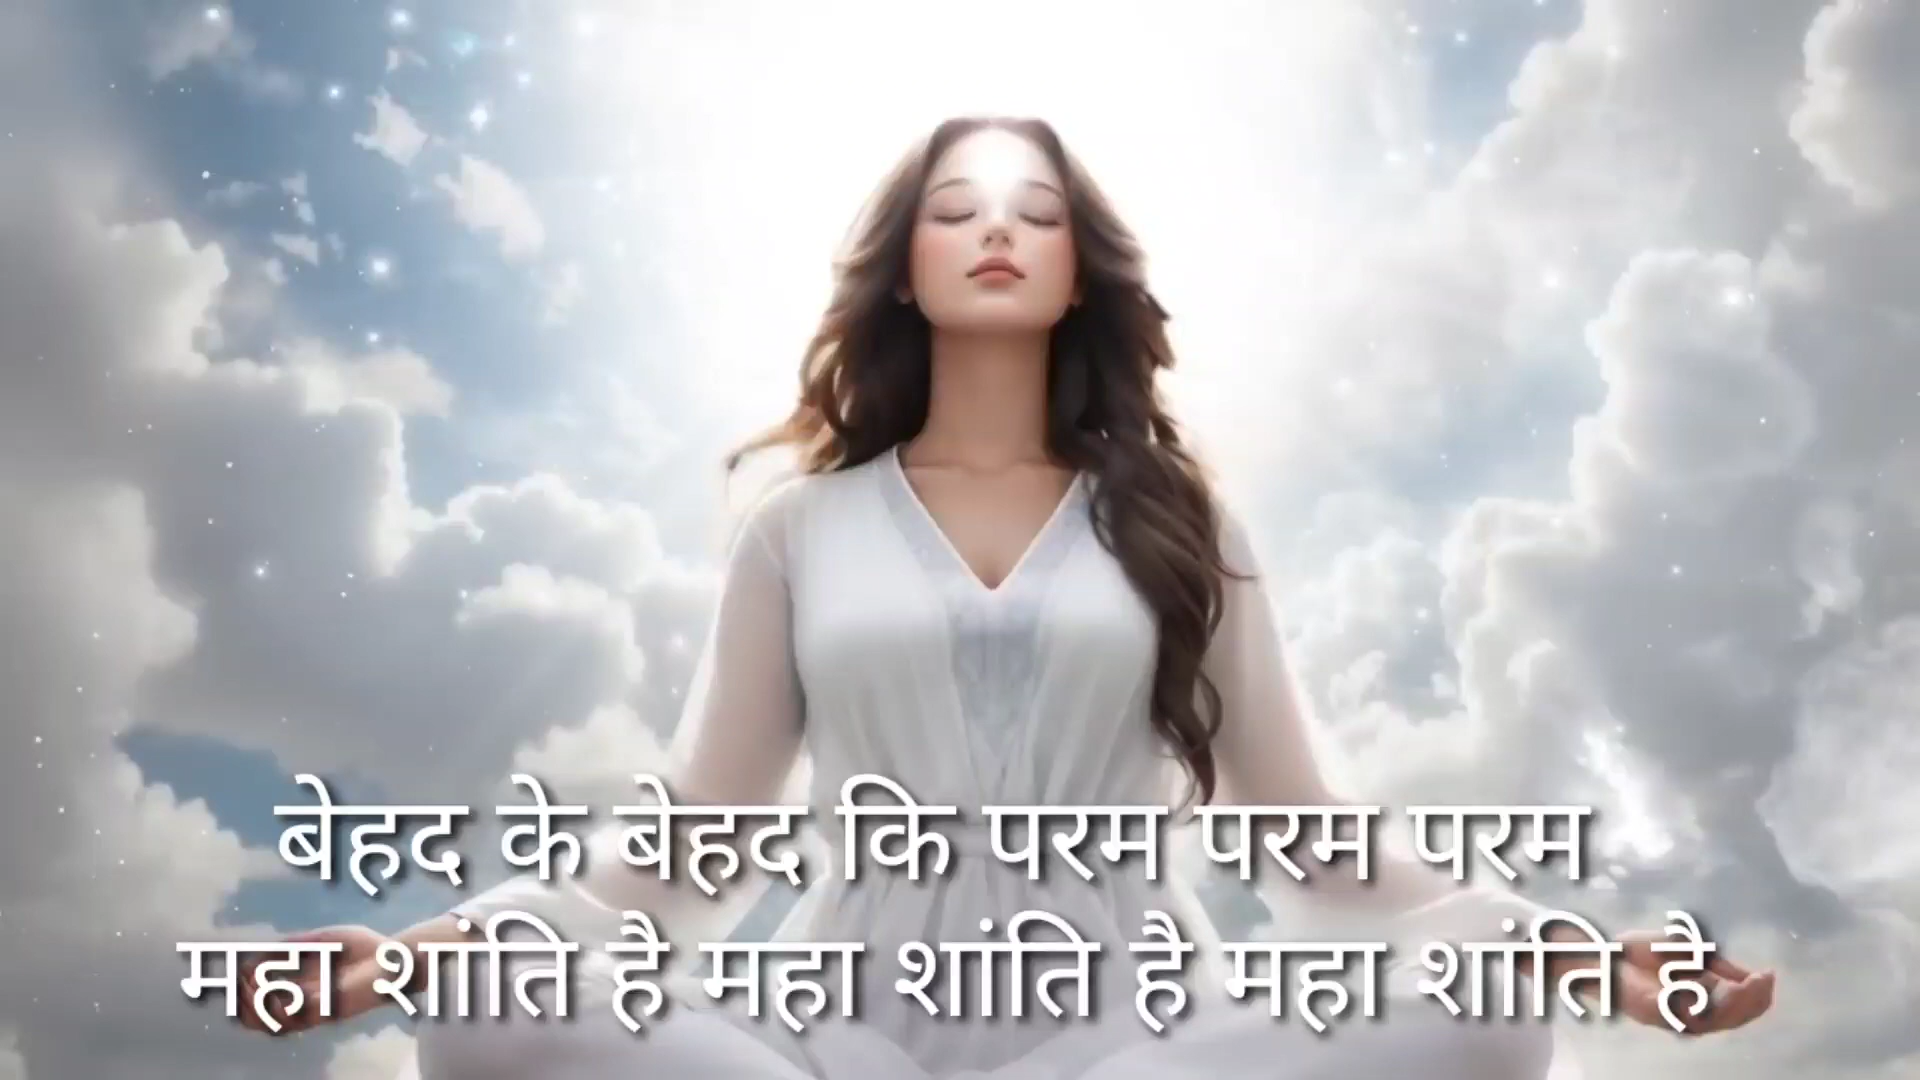 बेहद के बेहद कि परम परम परम
महा शांति है महा शांति है महा शांति है